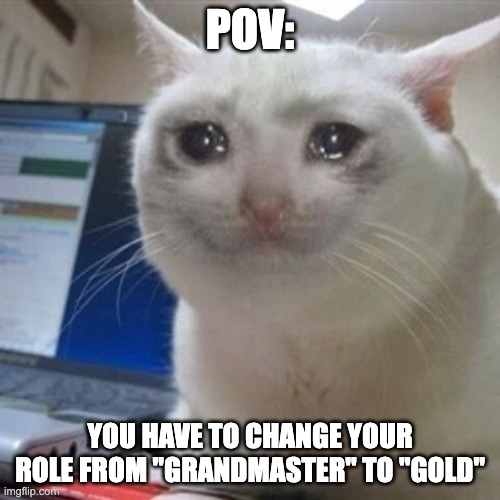 POV:
YOU HAVE TO CHANGE YOUR
ROLE FROM "GRANDMASTER" TO "GOLD"
imgflip.com